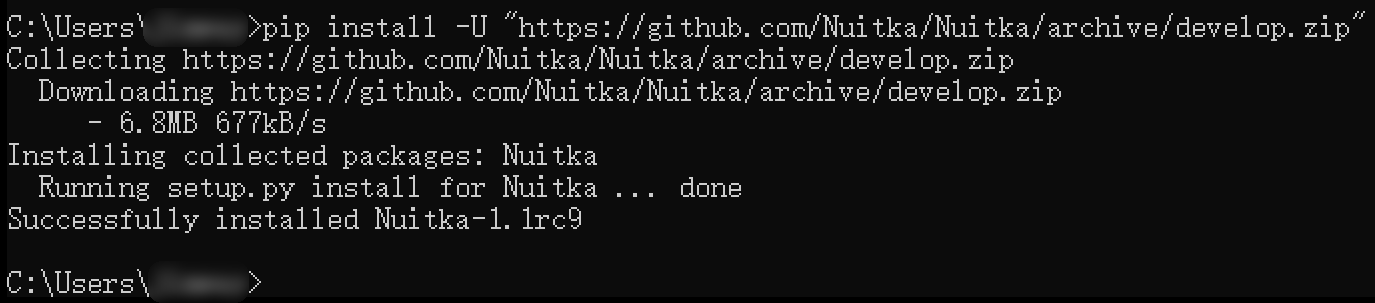 C:\Users\ >pip install -U "https://github.com/Nuitka/Nuitka/archive/develop.zip"
Collecting https://github.com/Nuitka/Nuitka/archive/develop.zip
  Downloading https://github.com/Nuitka/Nuitka/archive/develop.zip
     - 6.8MB 677kB/s
Installing collected packages: Nuitka
  Running setup.py install for Nuitka ... done
Successfully installed Nuitka-1.1rc9
C:\Users\ >